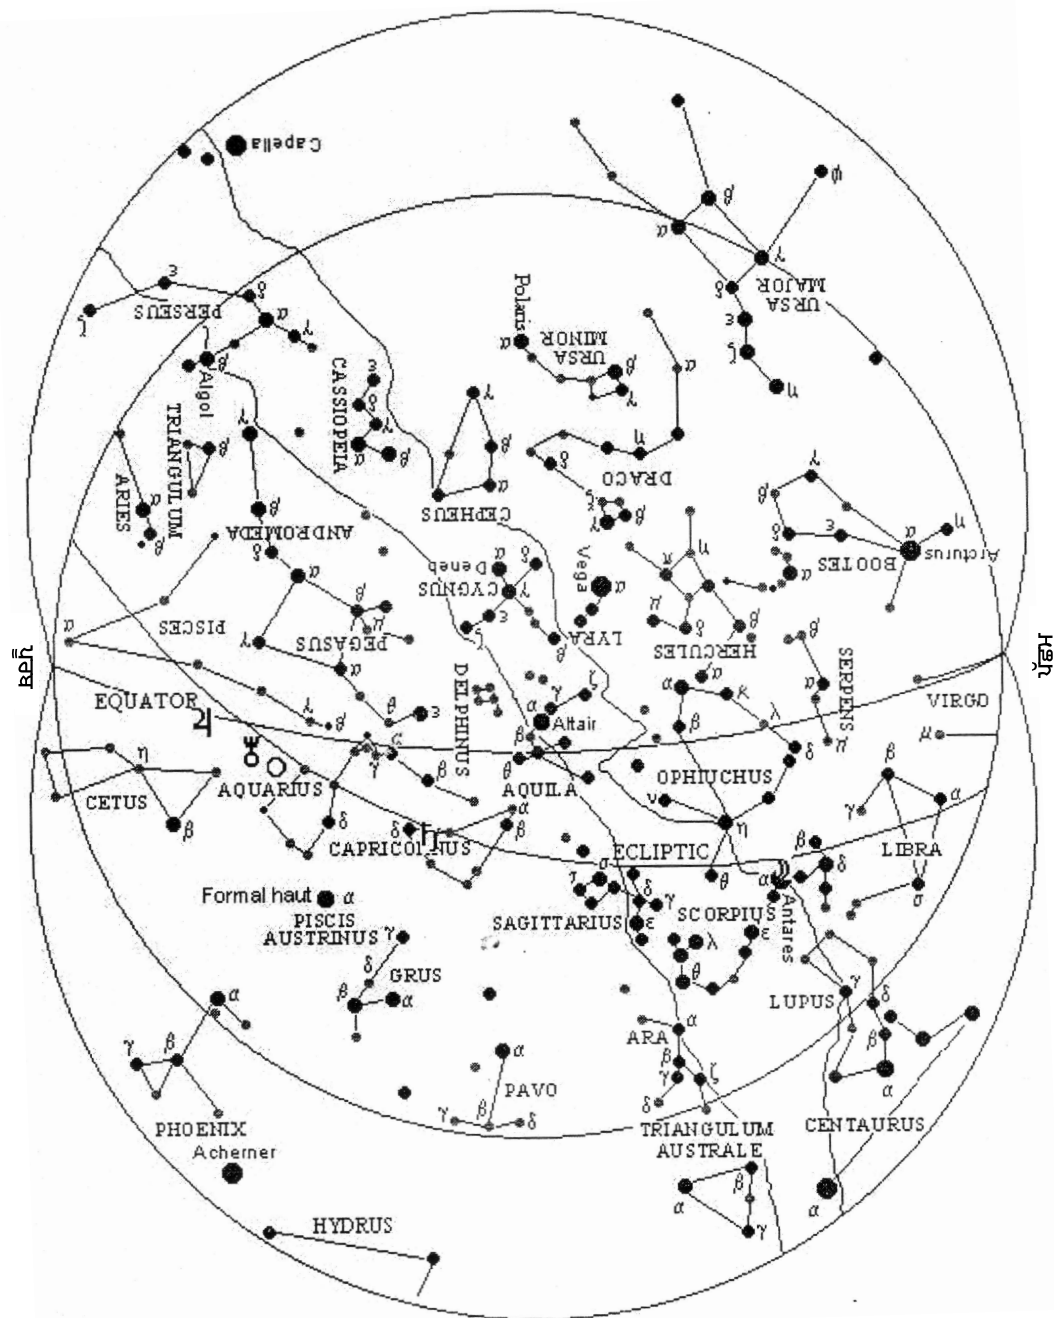 Capella
φ
β
α
γ
URSA
MAJOR
δ
ε
ζ
η
ε
δ
PERSEUS
ζ
α
γ
β
Algol
Polaris
α
URSA
MINOR
β
γ
CASSIOPEIA
ε
δ
γ
α
β
γ
β
α
CEPHEUS
α
η
DRACO
δ
ξ
β
γ
TRIANGULUM
β
ARIES
α
β
γ
β
ANDROMEDA
δ
α
γ
β
δ
ε
α
η
BOOTES
Arcturus
α
Deneb
α
δ
CYGNUS
γ
ε
ζ
β
Vega
α
LYRA
π
η
μ
δ
β
HERCULES
α
PISCES
α
γ
β
β
μ
PEGASUS
γ
α
θ
ε
DELPHINUS
γ
ζ
α
Altair
β
θ
AQUILA
α
κ
β
λ
δ
OPHIUCHUS
ν
η
θ
β
SERPENS
α
μ
VIRGO
μ
EQUATOR
♃
♆
AQUARIUS
γ
δ
CETUS
η
β
β
δ
α
β
CAPRICORNUS
ECLIPTIC
β
α
γ
LIBRA
σ
Formal haut
α
PISCIS
AUSTRINUS
σ
τ
δ
γ
ε
SAGITTARIUS
SCORPIUS
α
Antares
β
δ
ε
λ
θ
γ
δ
GRUS
β
α
LUPUS
γ
δ
β
α
α
γ
β
PHOENIX
Acherner
α
PAVO
γ
β
δ
ARA
α
β
γ
ζ
δ
TRIANGULUM
AUSTRALE
β
α
γ
CENTAURUS
α
HYDRUS